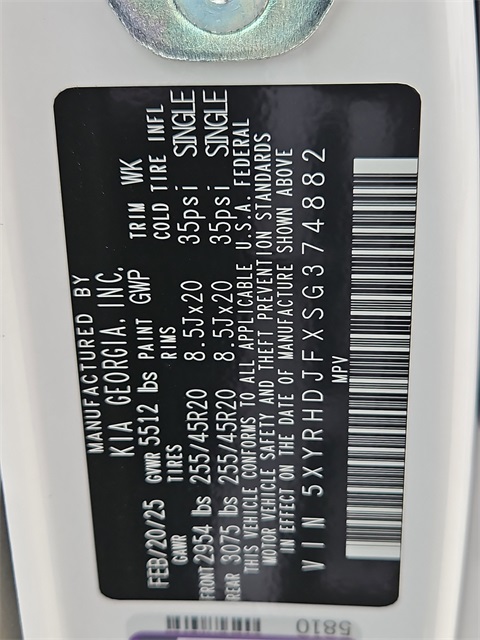 MANUFACTURED BY
KIA GEORGIA, INC.
FEB/20/25 GVWR 5512 lbs PAINT GWP TRIM WK
GAWR TIRES RIMS COLD TIRE INFL
FRONT 2954 lbs 255/45R20 8.5Jx20 35psi SINGLE
REAR 3075 lbs 255/45R20 8.5Jx20 35psi SINGLE
THIS VEHICLE CONFORMS TO ALL APPLICABLE U.S.A. FEDERAL
MOTOR VEHICLE SAFETY AND THEFT PREVENTION STANDARDS
IN EFFECT ON THE DATE OF MANUFACTURE SHOWN ABOVE
VIN 5XYRHDJFXSG374882
MPV
5810